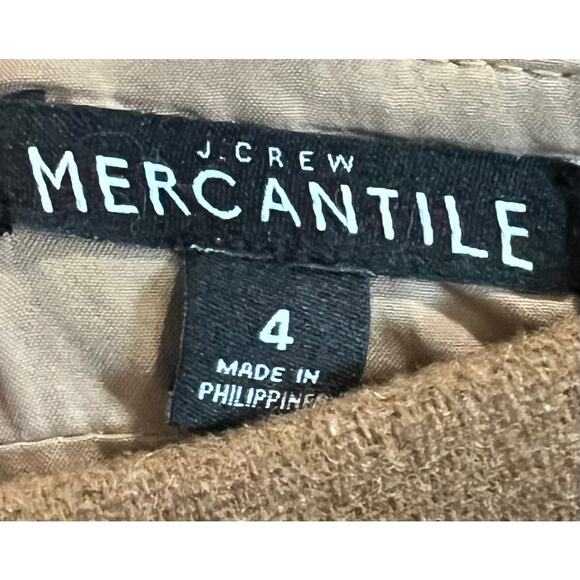 J.CREW
MERCANTILE
4
MADE IN
PHILIPPINES